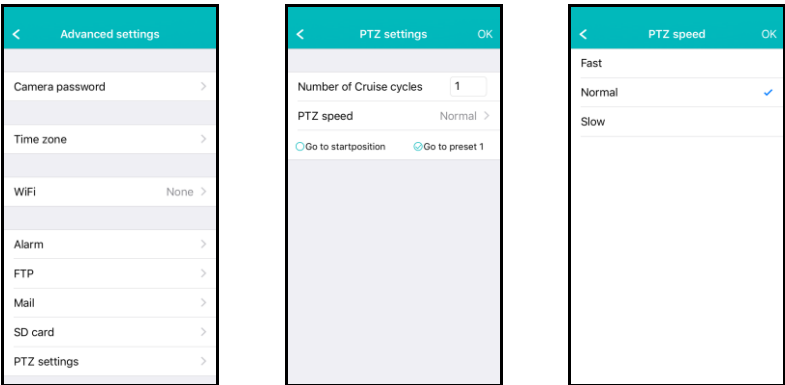 Advanced settings
Camera password
Time zone
WiFi None
Alarm
FTP
Mail
SD card
PTZ settings
PTZ settings OK
Number of Cruise cycles 1
PTZ speed Normal
Go to startposition Go to preset 1
PTZ speed OK
Fast
Normal
Slow